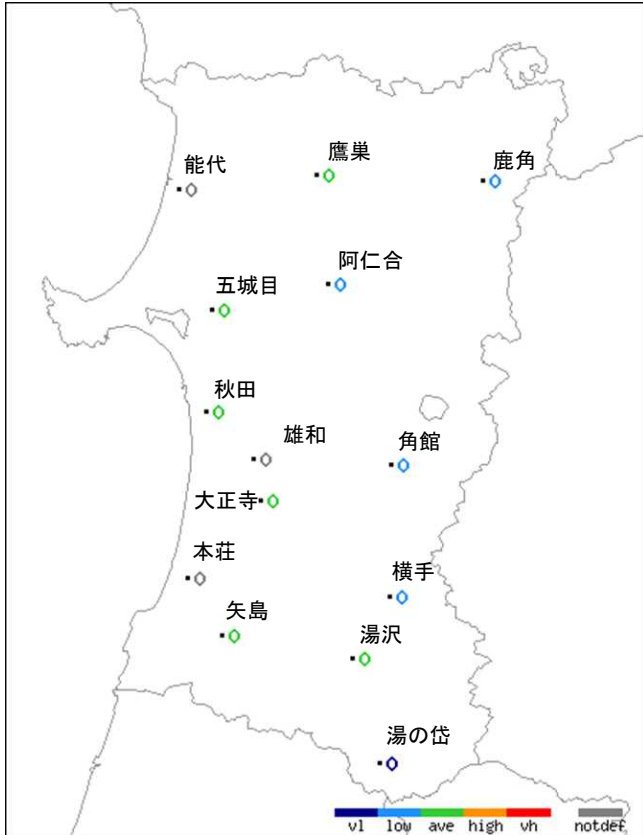 能代
鷹巣
鹿角
阿仁合
五城目
秋田
雄和
角館
大正寺
本荘
横手
矢島
湯沢
湯の岱
vl low ave high vh notdef